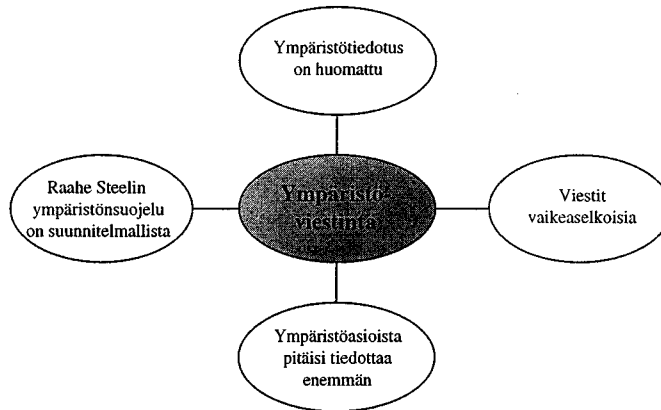 Ympäristötiedotus
on huomattu
Raahe Steelin
ympäristönsuojelu
on suunnitelmallista
Ympäristö-
viestintä
Viestit
vaikeaselkoisia
Ympäristöasioista
pitäisi tiedottaa
enemmän